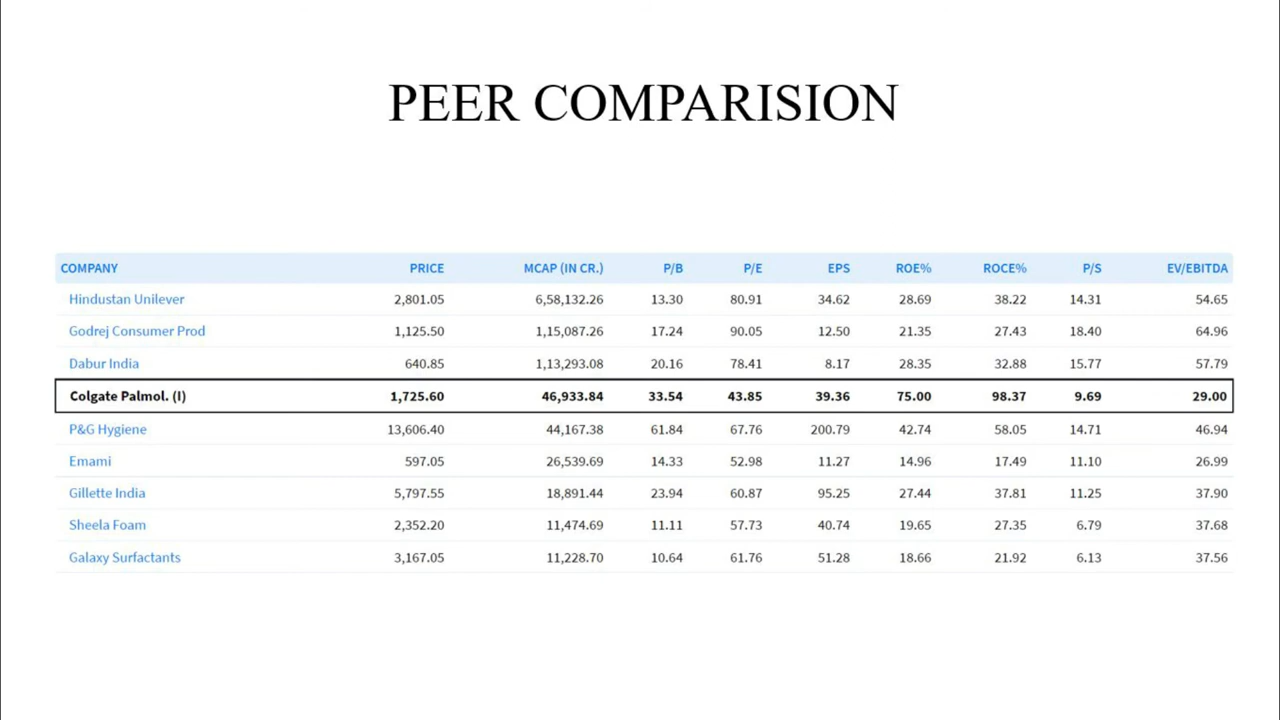 PEER COMPARISION
COMPANY PRICE MCAP (IN CR.) P/B P/E EPS ROE% ROCE% P/S EV/EBITDA
Hindustan Unilever 2,801.05 6,58,132.26 13.30 80.91 34.62 28.69 38.22 14.31 54.65
Godrej Consumer Prod 1,125.50 1,15,087.26 17.24 90.05 12.50 21.35 27.43 18.40 64.96
Dabur India 640.85 1,13,293.08 20.16 78.41 8.17 28.35 32.88 15.77 57.79
Colgate Palmol. (I) 1,725.60 46,933.84 33.54 43.85 39.36 75.00 98.37 9.69 29.00
P&G Hygiene 13,606.40 44,167.38 61.84 67.76 200.79 42.74 58.05 14.71 46.94
Emami 597.05 26,539.69 14.33 52.98 11.27 14.96 17.49 11.10 26.99
Gillette India 5,797.55 18,891.44 23.94 60.87 95.25 27.44 37.81 11.25 37.90
Sheela Foam 2,352.20 11,474.69 11.11 57.73 40.74 19.65 27.35 6.79 37.68
Galaxy Surfactants 3,167.05 11,228.70 10.64 61.76 51.28 18.66 21.92 6.13 37.56